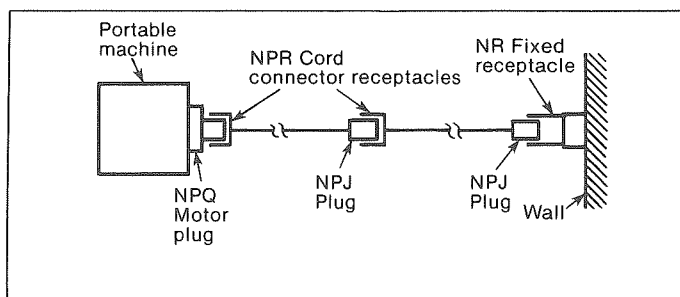 Portable
machine
NPR Cord
connector receptacles
NR Fixed
receptacle
NPQ
Motor
plug
NPJ
Plug
NPJ
Plug
Wall